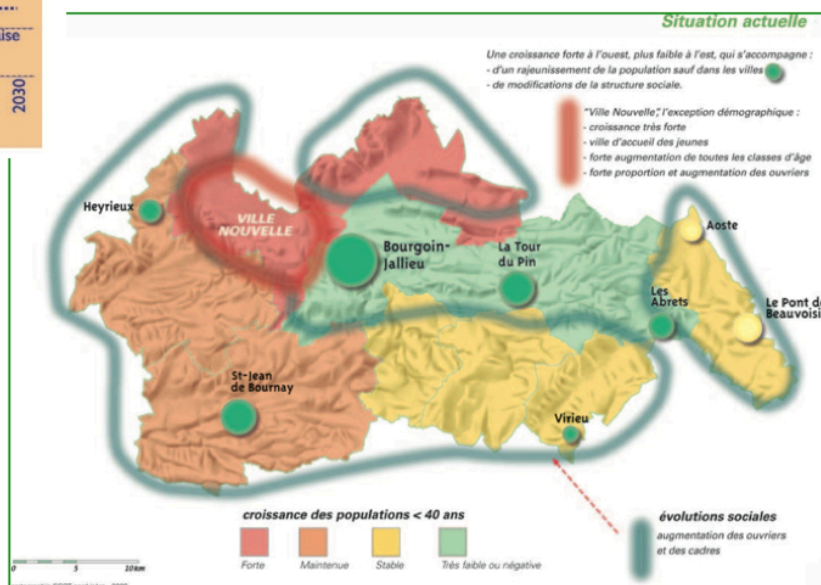 ise
2030
Situation actuelle
Une croissance forte à l'ouest, plus faible à l'est, qui s'accompagne :
- d'un rajeunissement de la population sauf dans les villes
- de modifications de la structure sociale.
"Ville Nouvelle", l'exception démographique :
- croissance très forte
- ville d'accueil des jeunes
- forte augmentation de toutes les classes d'âge
- forte proportion et augmentation des ouvriers
Heyrieux
VILLE
NOUVELLE
Bourgoin-
Jallieu
La Tour
du Pin
Aoste
Les
Abrets
Le Pont de
Beauvoisi
St-Jean
de Bournay
Virieu
croissance des populations < 40 ans
Forte
Maintenue
Stable
Très faible ou négative
évolutions sociales
augmentation des ouvriers
et des cadres
0 5 10 km